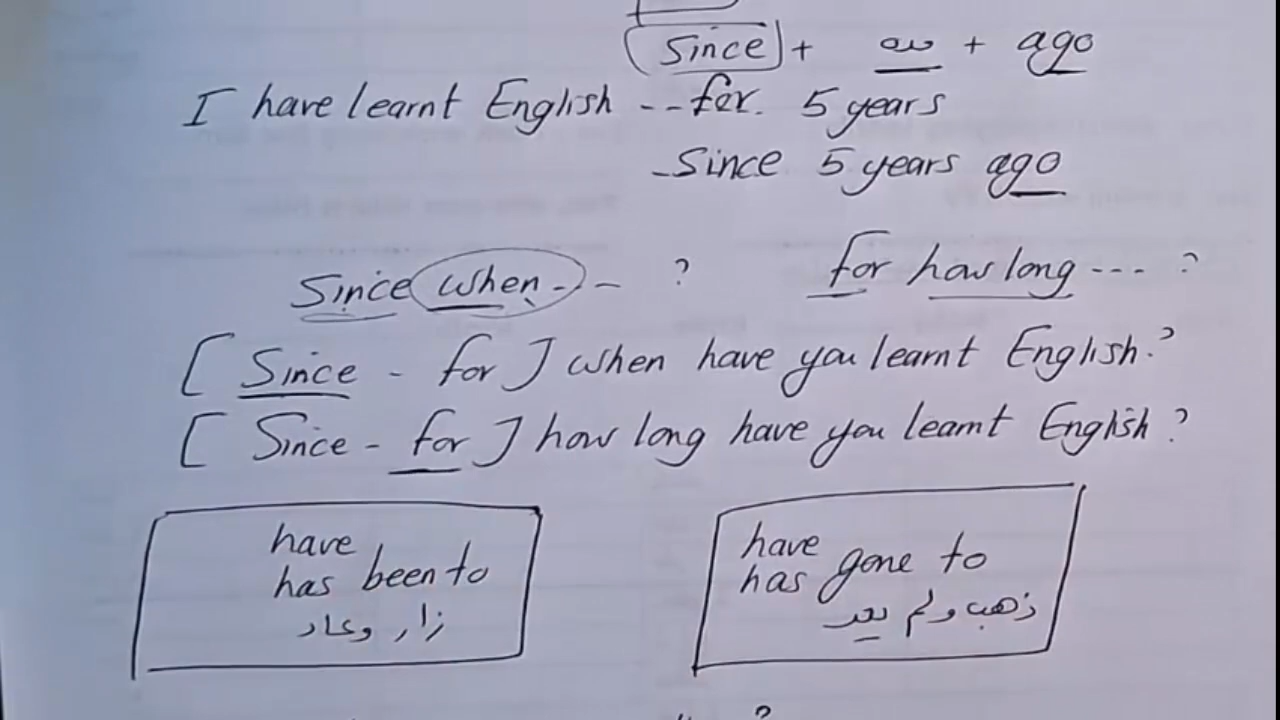 Since + مدة + ago
I have learnt English -- for. 5 years
- Since 5 years ago
Since when - - ? for how long --- ?
[ Since - for ] when have you learnt English.?
[ Since - for ] how long have you learnt English ?
have
has been to
زار وعاد
have
has gone to
ذهب ولم يعد
?